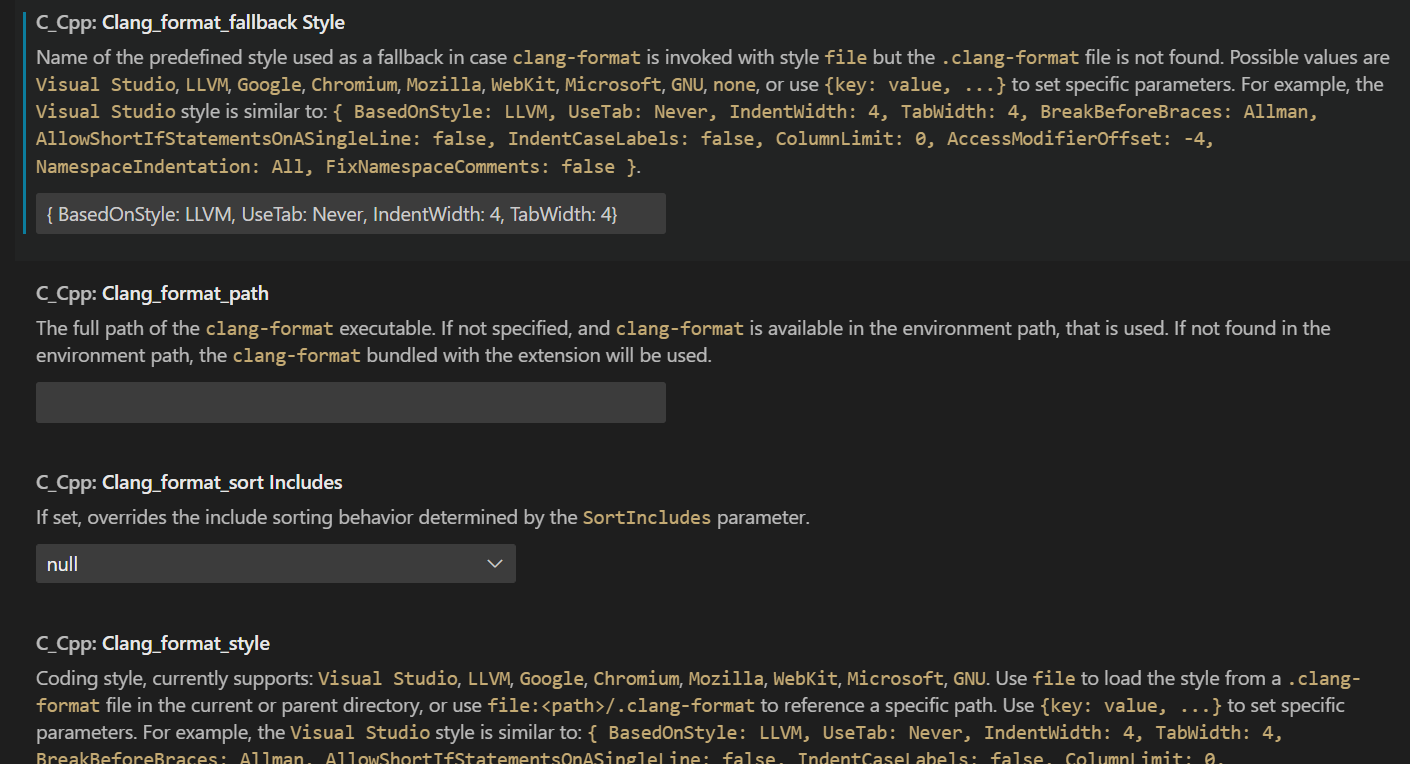 C_Cpp: Clang_format_fallback Style
Name of the predefined style used as a fallback in case clang-format is invoked with style file but the .clang-format file is not found. Possible values are
Visual Studio, LLVM, Google, Chromium, Mozilla, WebKit, Microsoft, GNU, none, or use {key: value, ...} to set specific parameters. For example, the
Visual Studio style is similar to: { BasedOnStyle: LLVM, UseTab: Never, IndentWidth: 4, TabWidth: 4, BreakBeforeBraces: Allman,
AllowShortIfStatementsOnASingleLine: false, IndentCaseLabels: false, ColumnLimit: 0, AccessModifierOffset: -4,
NamespaceIndentation: All, FixNamespaceComments: false }.
{ BasedOnStyle: LLVM, UseTab: Never, IndentWidth: 4, TabWidth: 4}
C_Cpp: Clang_format_path
The full path of the clang-format executable. If not specified, and clang-format is available in the environment path, that is used. If not found in the
environment path, the clang-format bundled with the extension will be used.
C_Cpp: Clang_format_sort Includes
If set, overrides the include sorting behavior determined by the SortIncludes parameter.
null
C_Cpp: Clang_format_style
Coding style, currently supports: Visual Studio, LLVM, Google, Chromium, Mozilla, WebKit, Microsoft, GNU. Use file to load the style from a .clang-
format file in the current or parent directory, or use file:<path>/.clang-format to reference a specific path. Use {key: value, ...} to set specific
parameters. For example, the Visual Studio style is similar to: { BasedOnStyle: LLVM, UseTab: Never, IndentWidth: 4, TabWidth: 4,
BreakBeforeBraces: Allman, AllowShortIfStatementsOnASingleLine: false, IndentCaseLabels: false, ColumnLimit: 0,